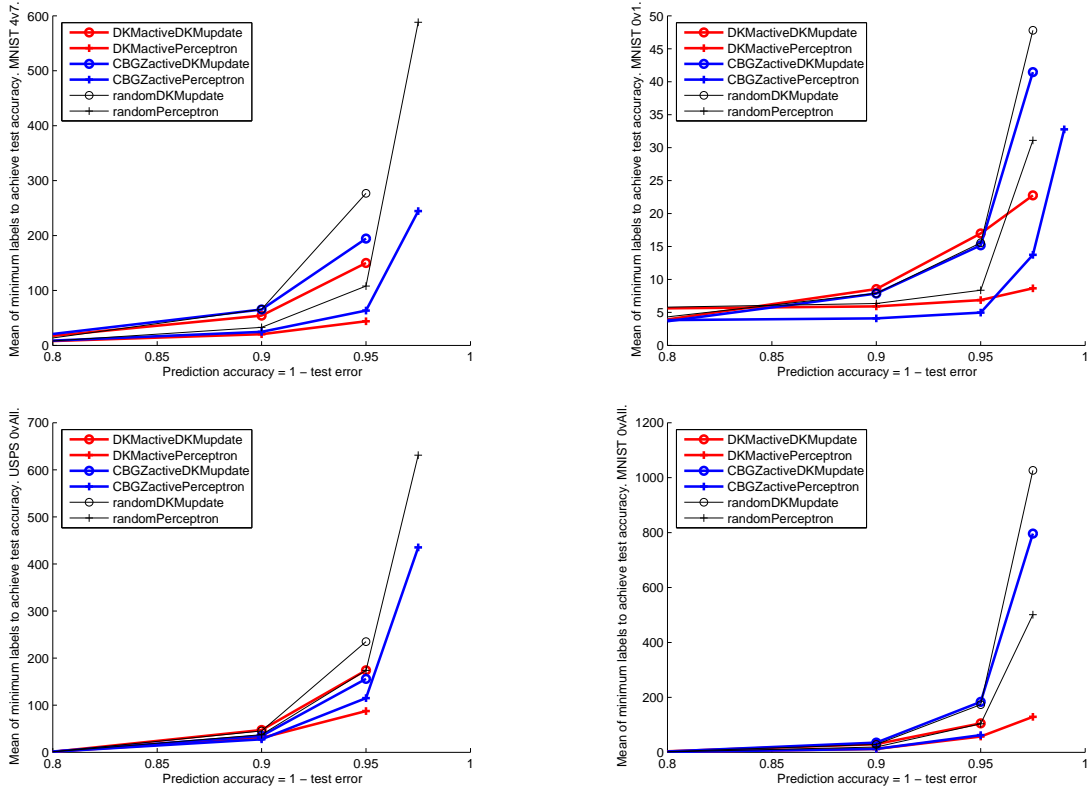 Mean of minimum labels to achieve test accuracy. MNIST 4v7.
600
500
400
300
200
100
0
0.8
0.85
0.9
0.95
1
Prediction accuracy = 1 − test error
DKMactiveDKMupdate
DKMactivePerceptron
CBGZactiveDKMupdate
CBGZactivePerceptron
randomDKMupdate
randomPerceptron
Mean of minimum labels to achieve test accuracy. MNIST 0v1.
50
45
40
35
30
25
20
15
10
5
0
0.8
0.85
0.9
0.95
1
Prediction accuracy = 1 − test error
DKMactiveDKMupdate
DKMactivePerceptron
CBGZactiveDKMupdate
CBGZactivePerceptron
randomDKMupdate
randomPerceptron
Mean of minimum labels to achieve test accuracy. USPS 0vAll.
700
600
500
400
300
200
100
0
0.8
0.85
0.9
0.95
1
Prediction accuracy = 1 − test error
DKMactiveDKMupdate
DKMactivePerceptron
CBGZactiveDKMupdate
CBGZactivePerceptron
randomDKMupdate
randomPerceptron
Mean of minimum labels to achieve test accuracy. MNIST 0vAll.
1200
1000
800
600
400
200
0
0.8
0.85
0.9
0.95
1
Prediction accuracy = 1 − test error
DKMactiveDKMupdate
DKMactivePerceptron
CBGZactiveDKMupdate
CBGZactivePerceptron
randomDKMupdate
randomPerceptron